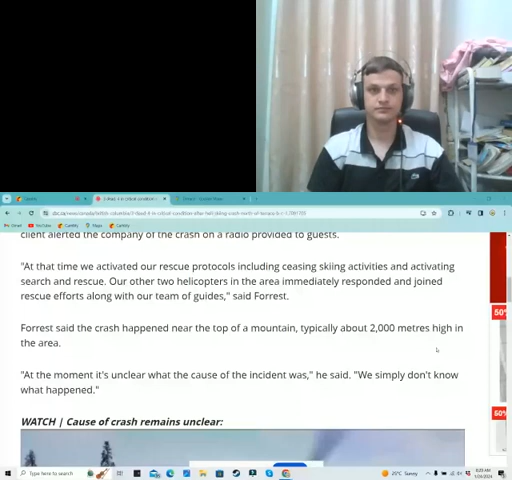 client alerted the company of the crash on a radio provided to guests.
"At that time we activated our rescue protocols including ceasing skiing activities and activating
search and rescue. Our other two helicopters in the area immediately responded and joined
rescue efforts along with our team of guides," said Forrest.
50%
Forrest said the crash happened near the top of a mountain, typically about 2,000 metres high in
the area.
"At the moment it's unclear what the cause of the incident was," he said. "We simply don't know
what happened."
50%
WATCH | Cause of crash remains unclear:
Type here to search
20°C Sunny